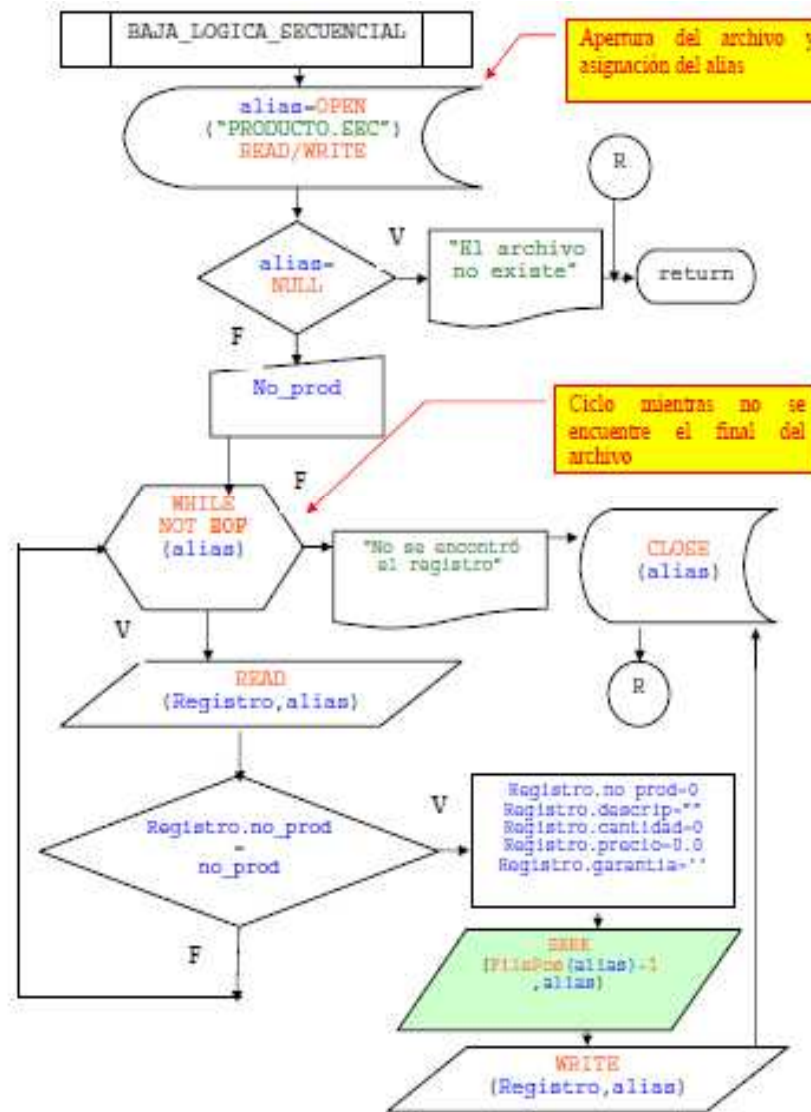 BAJA_LOGICA_SECUENCIAL
Apertura del archivo y
asignación del alias
alias=OPEN
("PRODUCTO.SEC")
READ/WRITE
R
V
"El archivo
no existe"
return
alias=
NULL
F
No_prod
Ciclo mientras no se
encuentre el final del
archivo
F
WHILE
NOT EOF
(alias)
"No se encontró
el registro"
CLOSE
(alias)
V
READ
(Registro,alias)
R
V
Registro.no_prod
=
no_prod
Registro.no prod=0
Registro.descrip=""
Registro.cantidad=0
Registro.precio=0.0
Registro.garantia=''
F
SEEK
(FilePos(alias)-1
,alias)
WRITE
(Registro,alias)